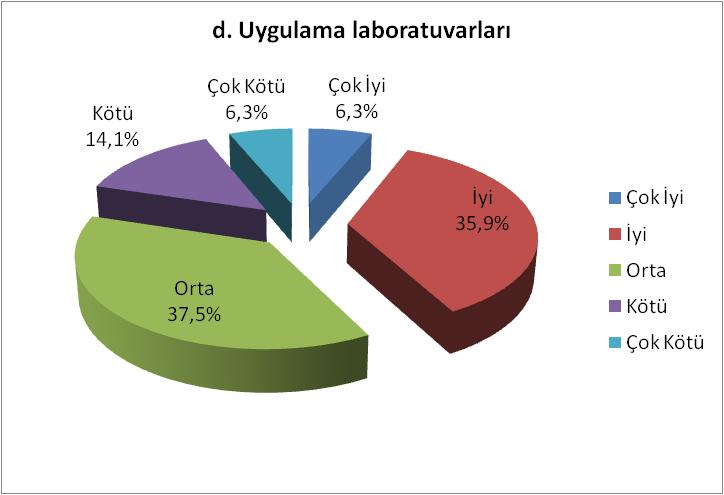 d. Uygulama laboratuvarları
Çok Kötü
6,3%
Çok İyi
6,3%
Kötü
14,1%
İyi
35,9%
Orta
37,5%
Çok İyi
İyi
Orta
Kötü
Çok Kötü